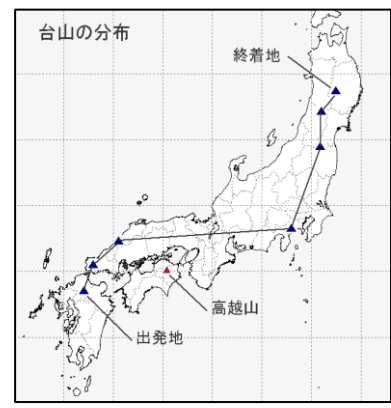 台山の分布
終着地
高越山
出発地